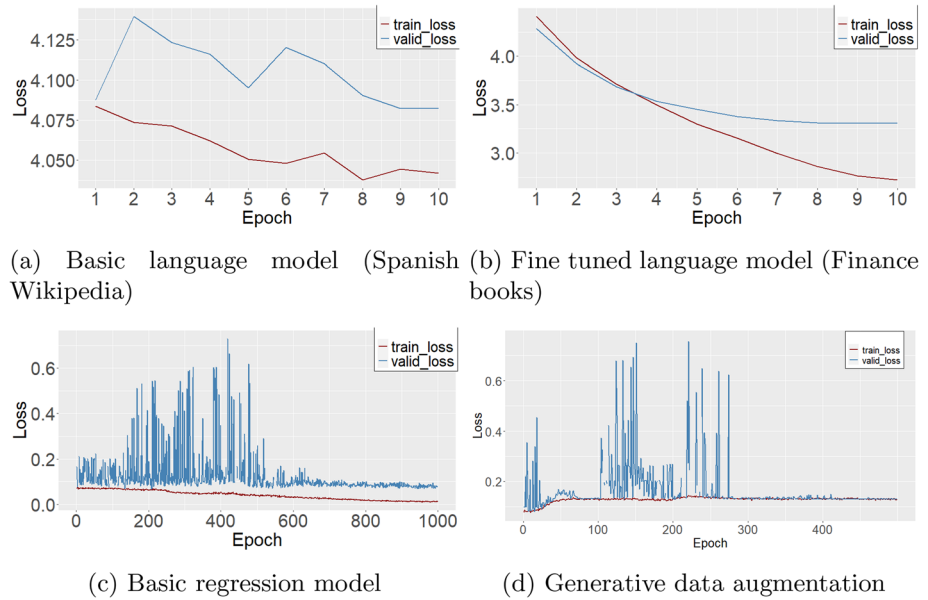 train_loss
valid_loss
4.125
4.100
4.075
4.050
Loss
1 2 3 4 5 6 7 8 9 10
Epoch
train_loss
valid_loss
4.0
3.5
3.0
Loss
1 2 3 4 5 6 7 8 9 10
Epoch
(a) Basic language model (Spanish
Wikipedia)
(b) Fine tuned language model (Finance
books)
train_loss
valid_loss
0.6
0.4
0.2
0.0
Loss
0 200 400 600 800 1000
Epoch
train_loss
valid_loss
0.6
0.4
0.2
Loss
0 100 200 300 400
Epoch
(c) Basic regression model
(d) Generative data augmentation